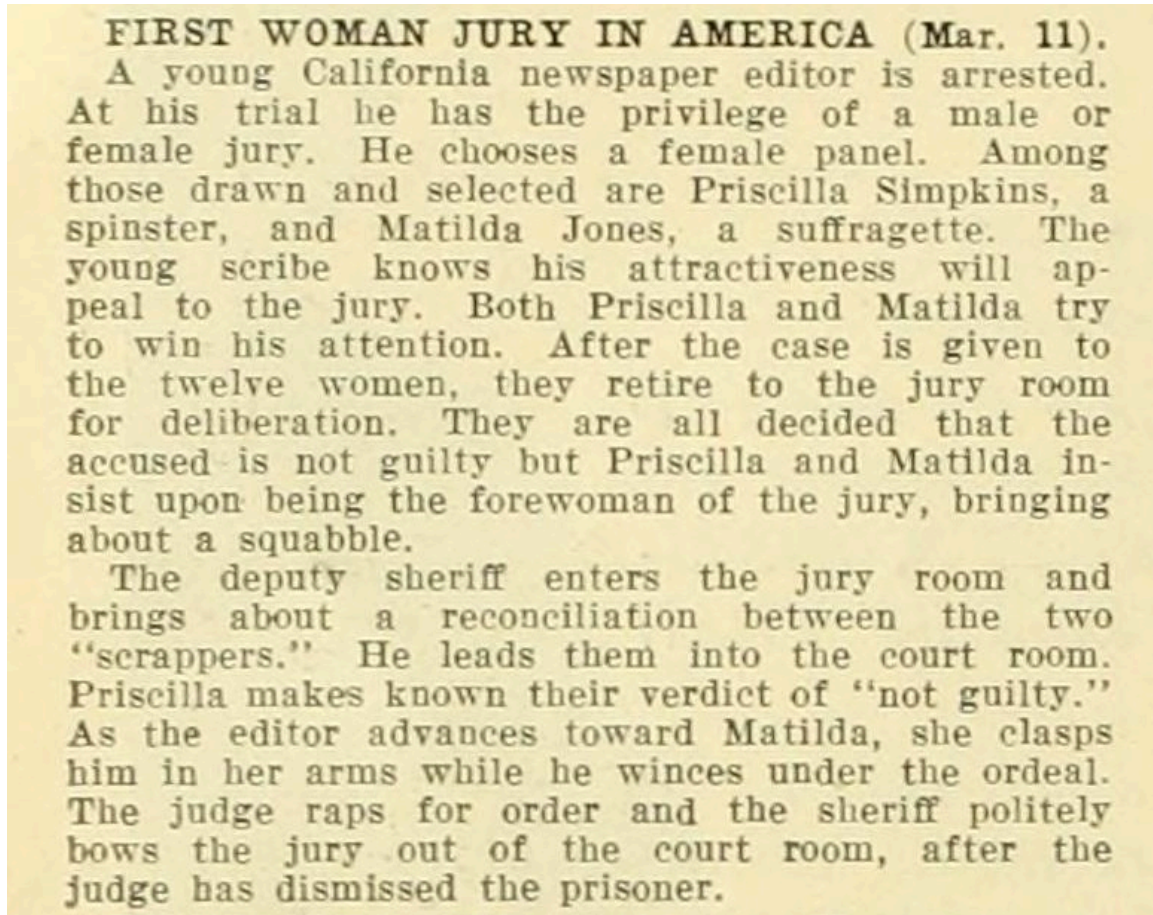 FIRST WOMAN JURY IN AMERICA (Mar. 11).
A young California newspaper editor is arrested.
At his trial he has the privilege of a male or
female jury. He chooses a female panel. Among
those drawn and selected are Priscilla Simpkins, a
spinster, and Matilda Jones, a suffragette. The
young scribe knows his attractiveness will ap-
peal to the jury. Both Priscilla and Matilda try
to win his attention. After the case is given to
the twelve women, they retire to the jury room
for deliberation. They are all decided that the
accused is not guilty but Priscilla and Matilda in-
sist upon being the forewoman of the jury, bringing
about a squabble.
The deputy sheriff enters the jury room and
brings about a reconciliation between the two
“scrappers.” He leads them into the court room.
Priscilla makes known their verdict of “not guilty.”
As the editor advances toward Matilda, she clasps
him in her arms while he winces under the ordeal.
The judge raps for order and the sheriff politely
bows the jury out of the court room, after the
judge has dismissed the prisoner.